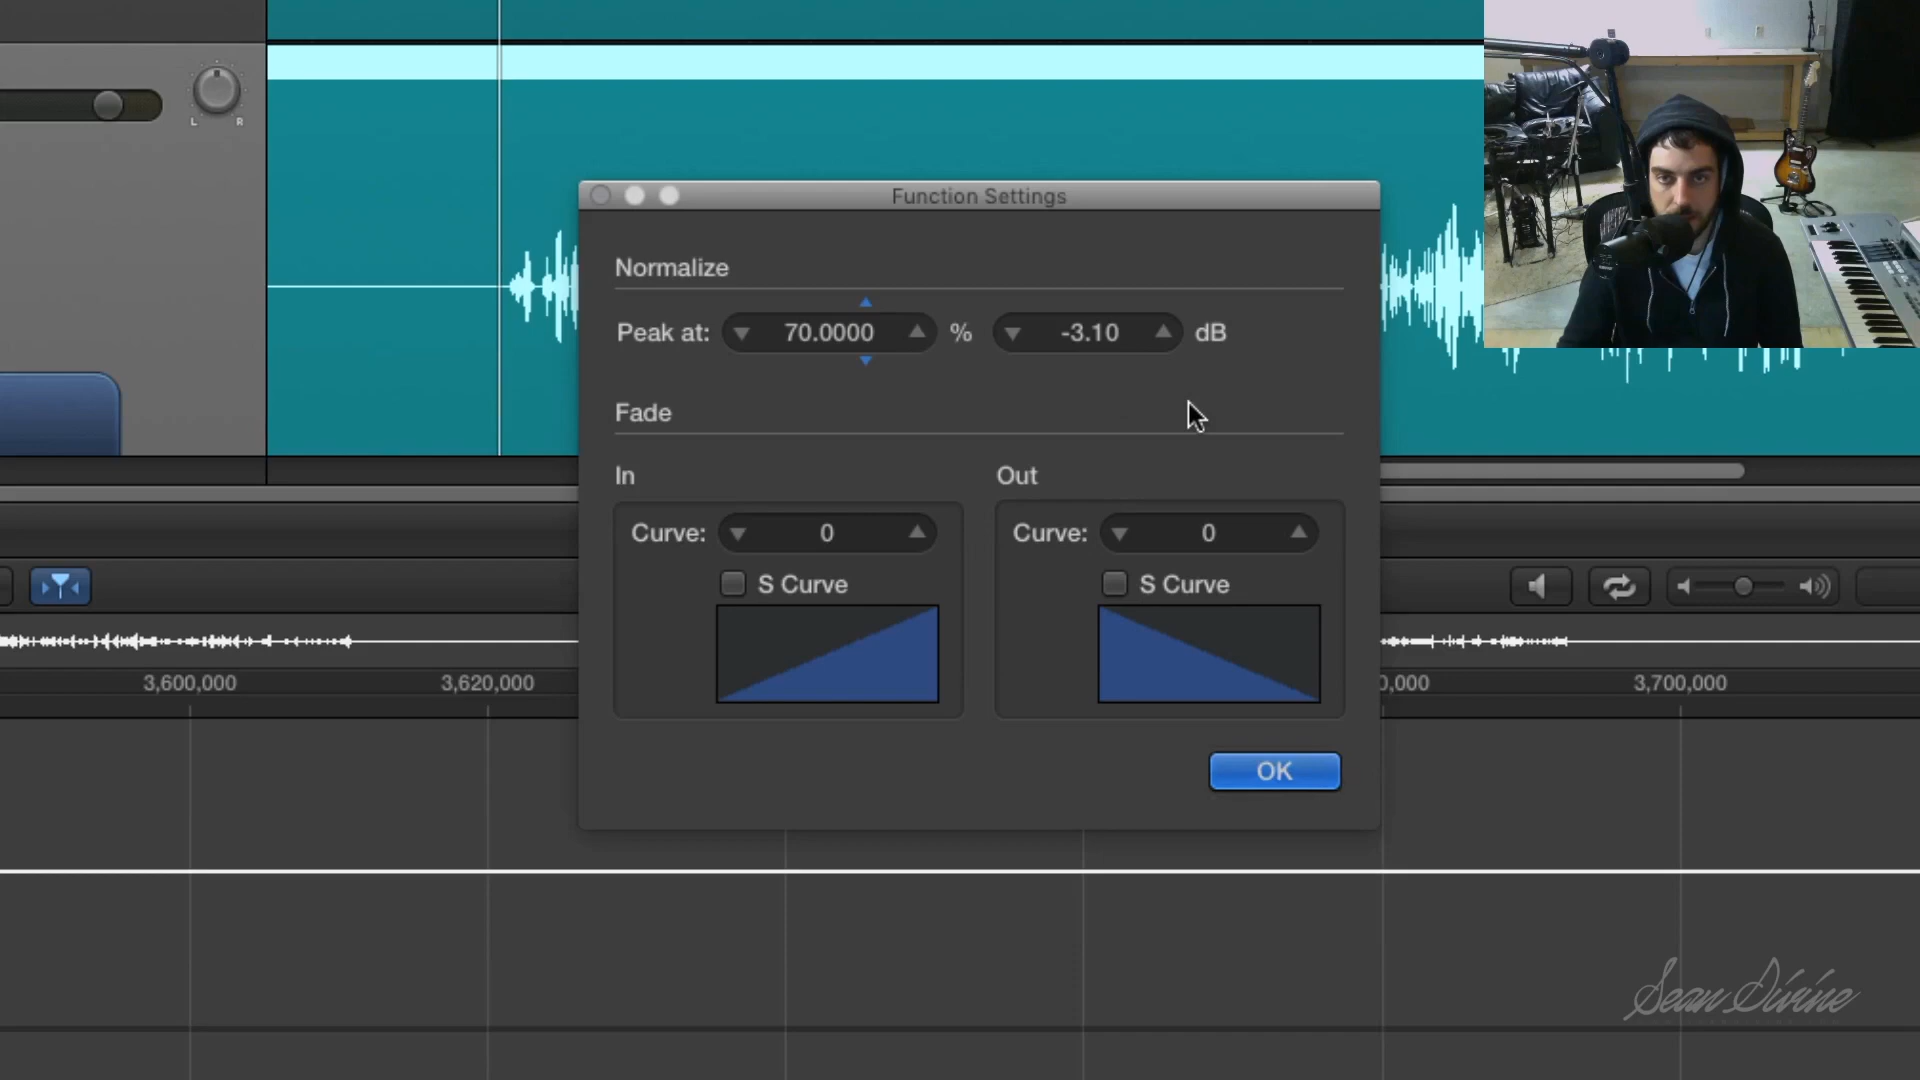 L R
Function Settings
Normalize
Peak at: 70.0000 % -3.10 dB
Fade
In Out
Curve: 0 Curve: 0
S Curve S Curve
3,600,000 3,620,000 0,000 3,700,000
OK
Sean Divine